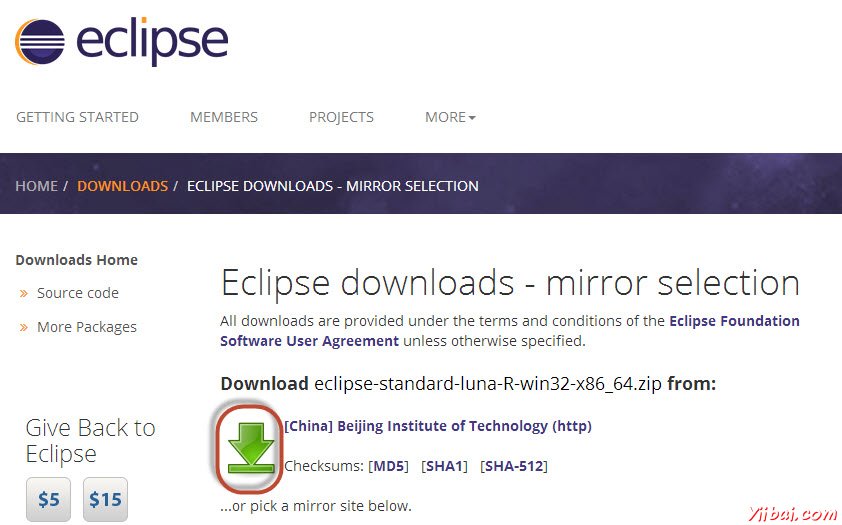 eclipse
GETTING STARTED MEMBERS PROJECTS MORE
HOME / DOWNLOADS / ECLIPSE DOWNLOADS - MIRROR SELECTION
Downloads Home
» Source code
» More Packages
Give Back to
Eclipse
$5 $15
Eclipse downloads - mirror selection
All downloads are provided under the terms and conditions of the Eclipse Foundation
Software User Agreement unless otherwise specified.
Download eclipse-standard-luna-R-win32-x86_64.zip from:
[China] Beijing Institute of Technology (http)
Checksums: [MD5] [SHA1] [SHA-512]
...or pick a mirror site below.
Yiibai.com